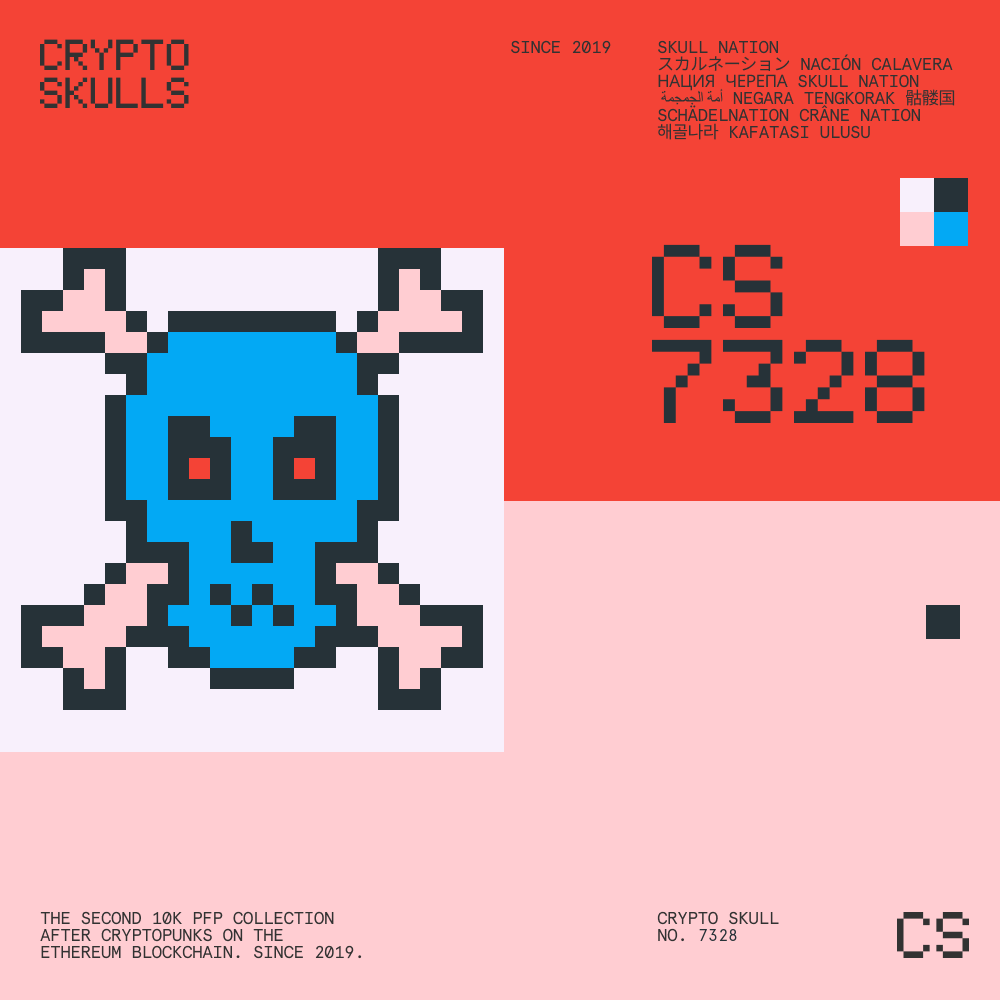 CRYPTO
SKULLS
SINCE 2019
SKULL NATION
スカルネーション NACIÓN CALAVERA
НАЦИЯ ЧЕРЕПА SKULL NATION
أمة الجمجمة NEGARA TENGKORAK 骷髅国
SCHÄDELNATION CRÂNE NATION
해골나라 KAFATASI ULUSU
CS
7328
THE SECOND 10K PFP COLLECTION
AFTER CRYPTOPUNKS ON THE
ETHEREUM BLOCKCHAIN. SINCE 2019.
CRYPTO SKULL
NO. 7328
CS